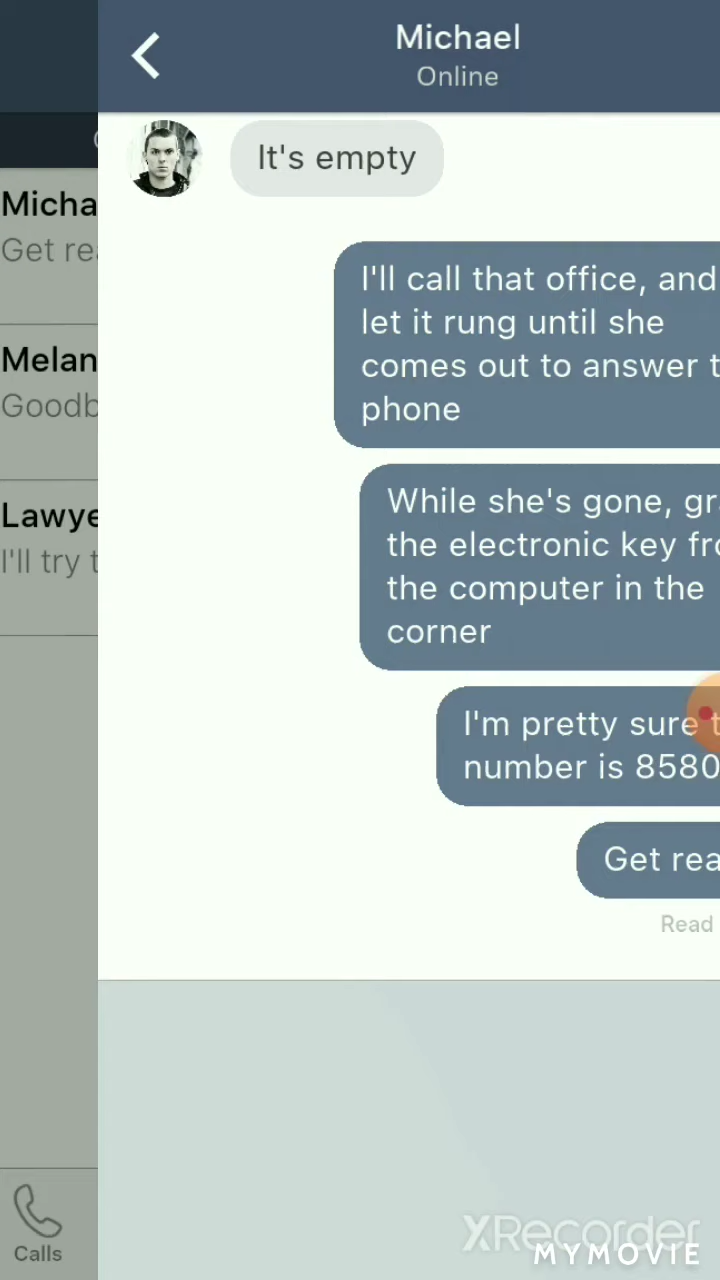 Michael
Online
Micha
Get rea
Melan
Goodb
Lawye
I'll try t
It's empty
I'll call that office, and
let it rung until she
comes out to answer t
phone
While she's gone, gra
the electronic key fro
the computer in the
corner
I'm pretty sure t
number is 8580
Get rea
Read
Calls
XRecorder
MYMOVIE